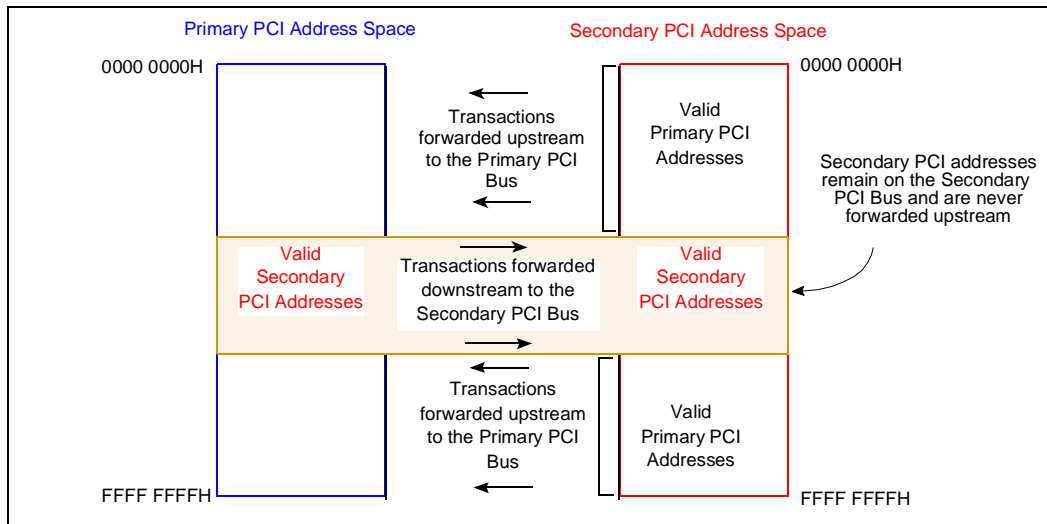 Primary PCI Address Space
Secondary PCI Address Space
0000 0000H
0000 0000H
Transactions
forwarded upstream
to the Primary PCI
Bus
Valid
Primary PCI
Addresses
Secondary PCI addresses
remain on the Secondary
PCI Bus and are never
forwarded upstream
Valid
Secondary
PCI Addresses
Transactions forwarded
downstream to the
Secondary PCI Bus
Valid
Secondary
PCI Addresses
Transactions
forwarded upstream
to the Primary PCI
Bus
Valid
Primary PCI
Addresses
FFFF FFFFH
FFFF FFFFH